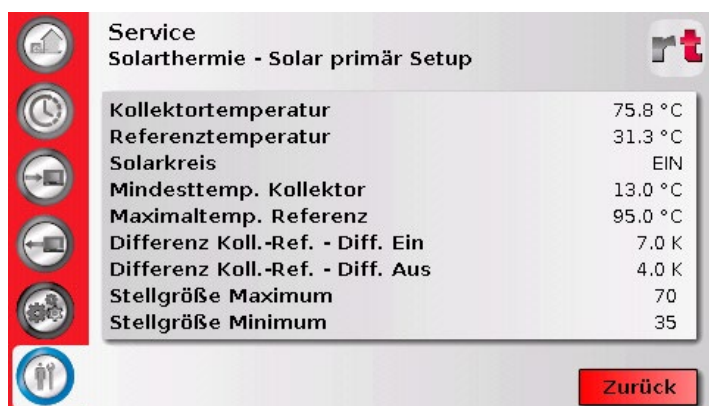 Service
Solarthermie - Solar primär Setup
rt
Kollektortemperatur 75.8 °C
Referenztemperatur 31.3 °C
Solarkreis EIN
Mindesttemp. Kollektor 13.0 °C
Maximaltemp. Referenz 95.0 °C
Differenz Koll.-Ref. - Diff. Ein 7.0 K
Differenz Koll.-Ref. - Diff. Aus 4.0 K
Stellgröße Maximum 70
Stellgröße Minimum 35
Zurück